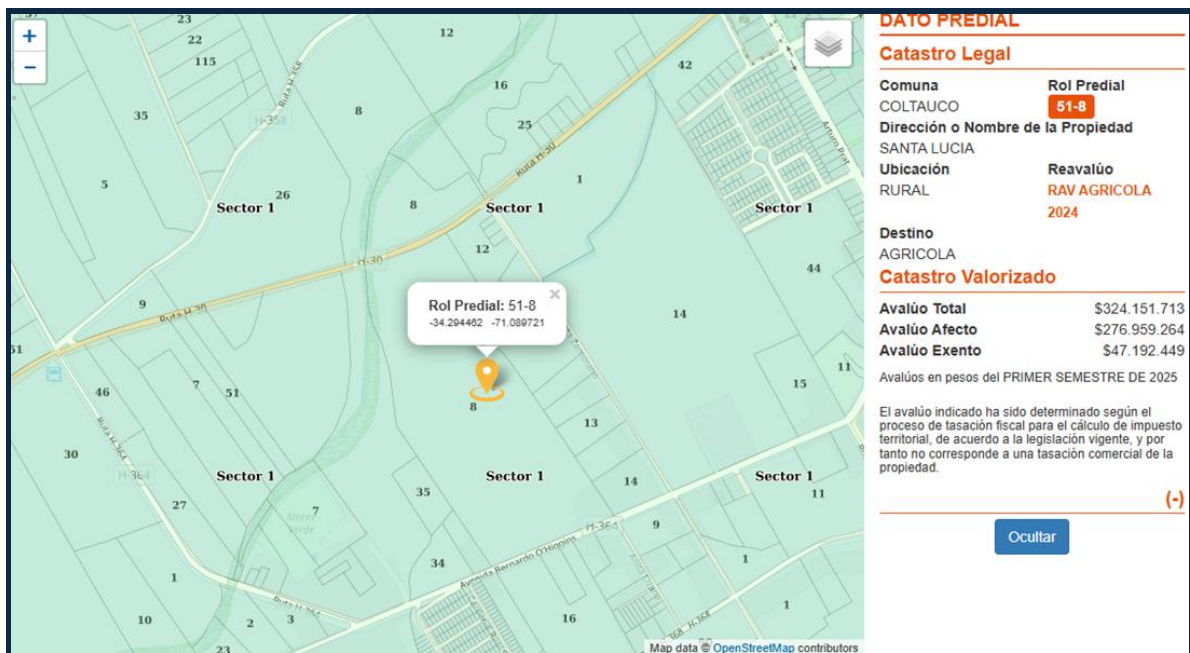 23
22
115
12
42
16
35
8
25
Ruta H-358
H-358
Ruta H-30
Arturo Prat
5
26
1
Sector 1
8
Sector 1
Sector 1
12
H-30
44
9
Ruta H-30
14
Rol Predial: 51-8
×
-34.294462 -71.089721
51
46
7
51
15
11
8
13
Ruta H-364
30
H-364
Sector 1
Sector 1
Sector 1
35
14
11
27
7
Monte Verde
H-364
9
34
Avenida Bernardo O'Higgins
1
1
Ruta H-364
10
2
3
16
1
H-368
23
Map data © OpenStreetMap contributors
+
−
DATO PREDIAL
Catastro Legal
Comuna Rol Predial
COLTAUCO 51-8
Dirección o Nombre de la Propiedad
SANTA LUCIA
Ubicación Reavalúo
RURAL RAV AGRICOLA
2024
Destino
AGRICOLA
Catastro Valorizado
Avalúo Total $324.151.713
Avalúo Afecto $276.959.264
Avalúo Exento $47.192.449
Avalúos en pesos del PRIMER SEMESTRE DE 2025
El avalúo indicado ha sido determinado según el
proceso de tasación fiscal para el cálculo de impuesto
territorial, de acuerdo a la legislación vigente, y por
tanto no corresponde a una tasación comercial de la
propiedad.
(-)
Ocultar